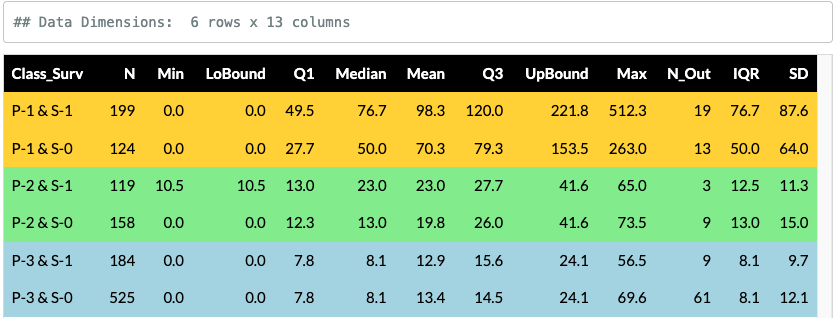 ## Data Dimensions:  6 rows x 13 columns
Class_Surv N Min LoBound Q1 Median Mean Q3 UpBound Max N_Out IQR SD
P-1 & S-1 199 0.0 0.0 49.5 76.7 98.3 120.0 221.8 512.3 19 76.7 87.6
P-1 & S-0 124 0.0 0.0 27.7 50.0 70.3 79.3 153.5 263.0 13 50.0 64.0
P-2 & S-1 119 10.5 10.5 13.0 23.0 23.0 27.7 41.6 65.0 3 12.5 11.3
P-2 & S-0 158 0.0 0.0 12.3 13.0 19.8 26.0 41.6 73.5 9 13.0 15.0
P-3 & S-1 184 0.0 0.0 7.8 8.1 12.9 15.6 24.1 56.5 9 8.1 9.7
P-3 & S-0 525 0.0 0.0 7.8 8.1 13.4 14.5 24.1 69.6 61 8.1 12.1